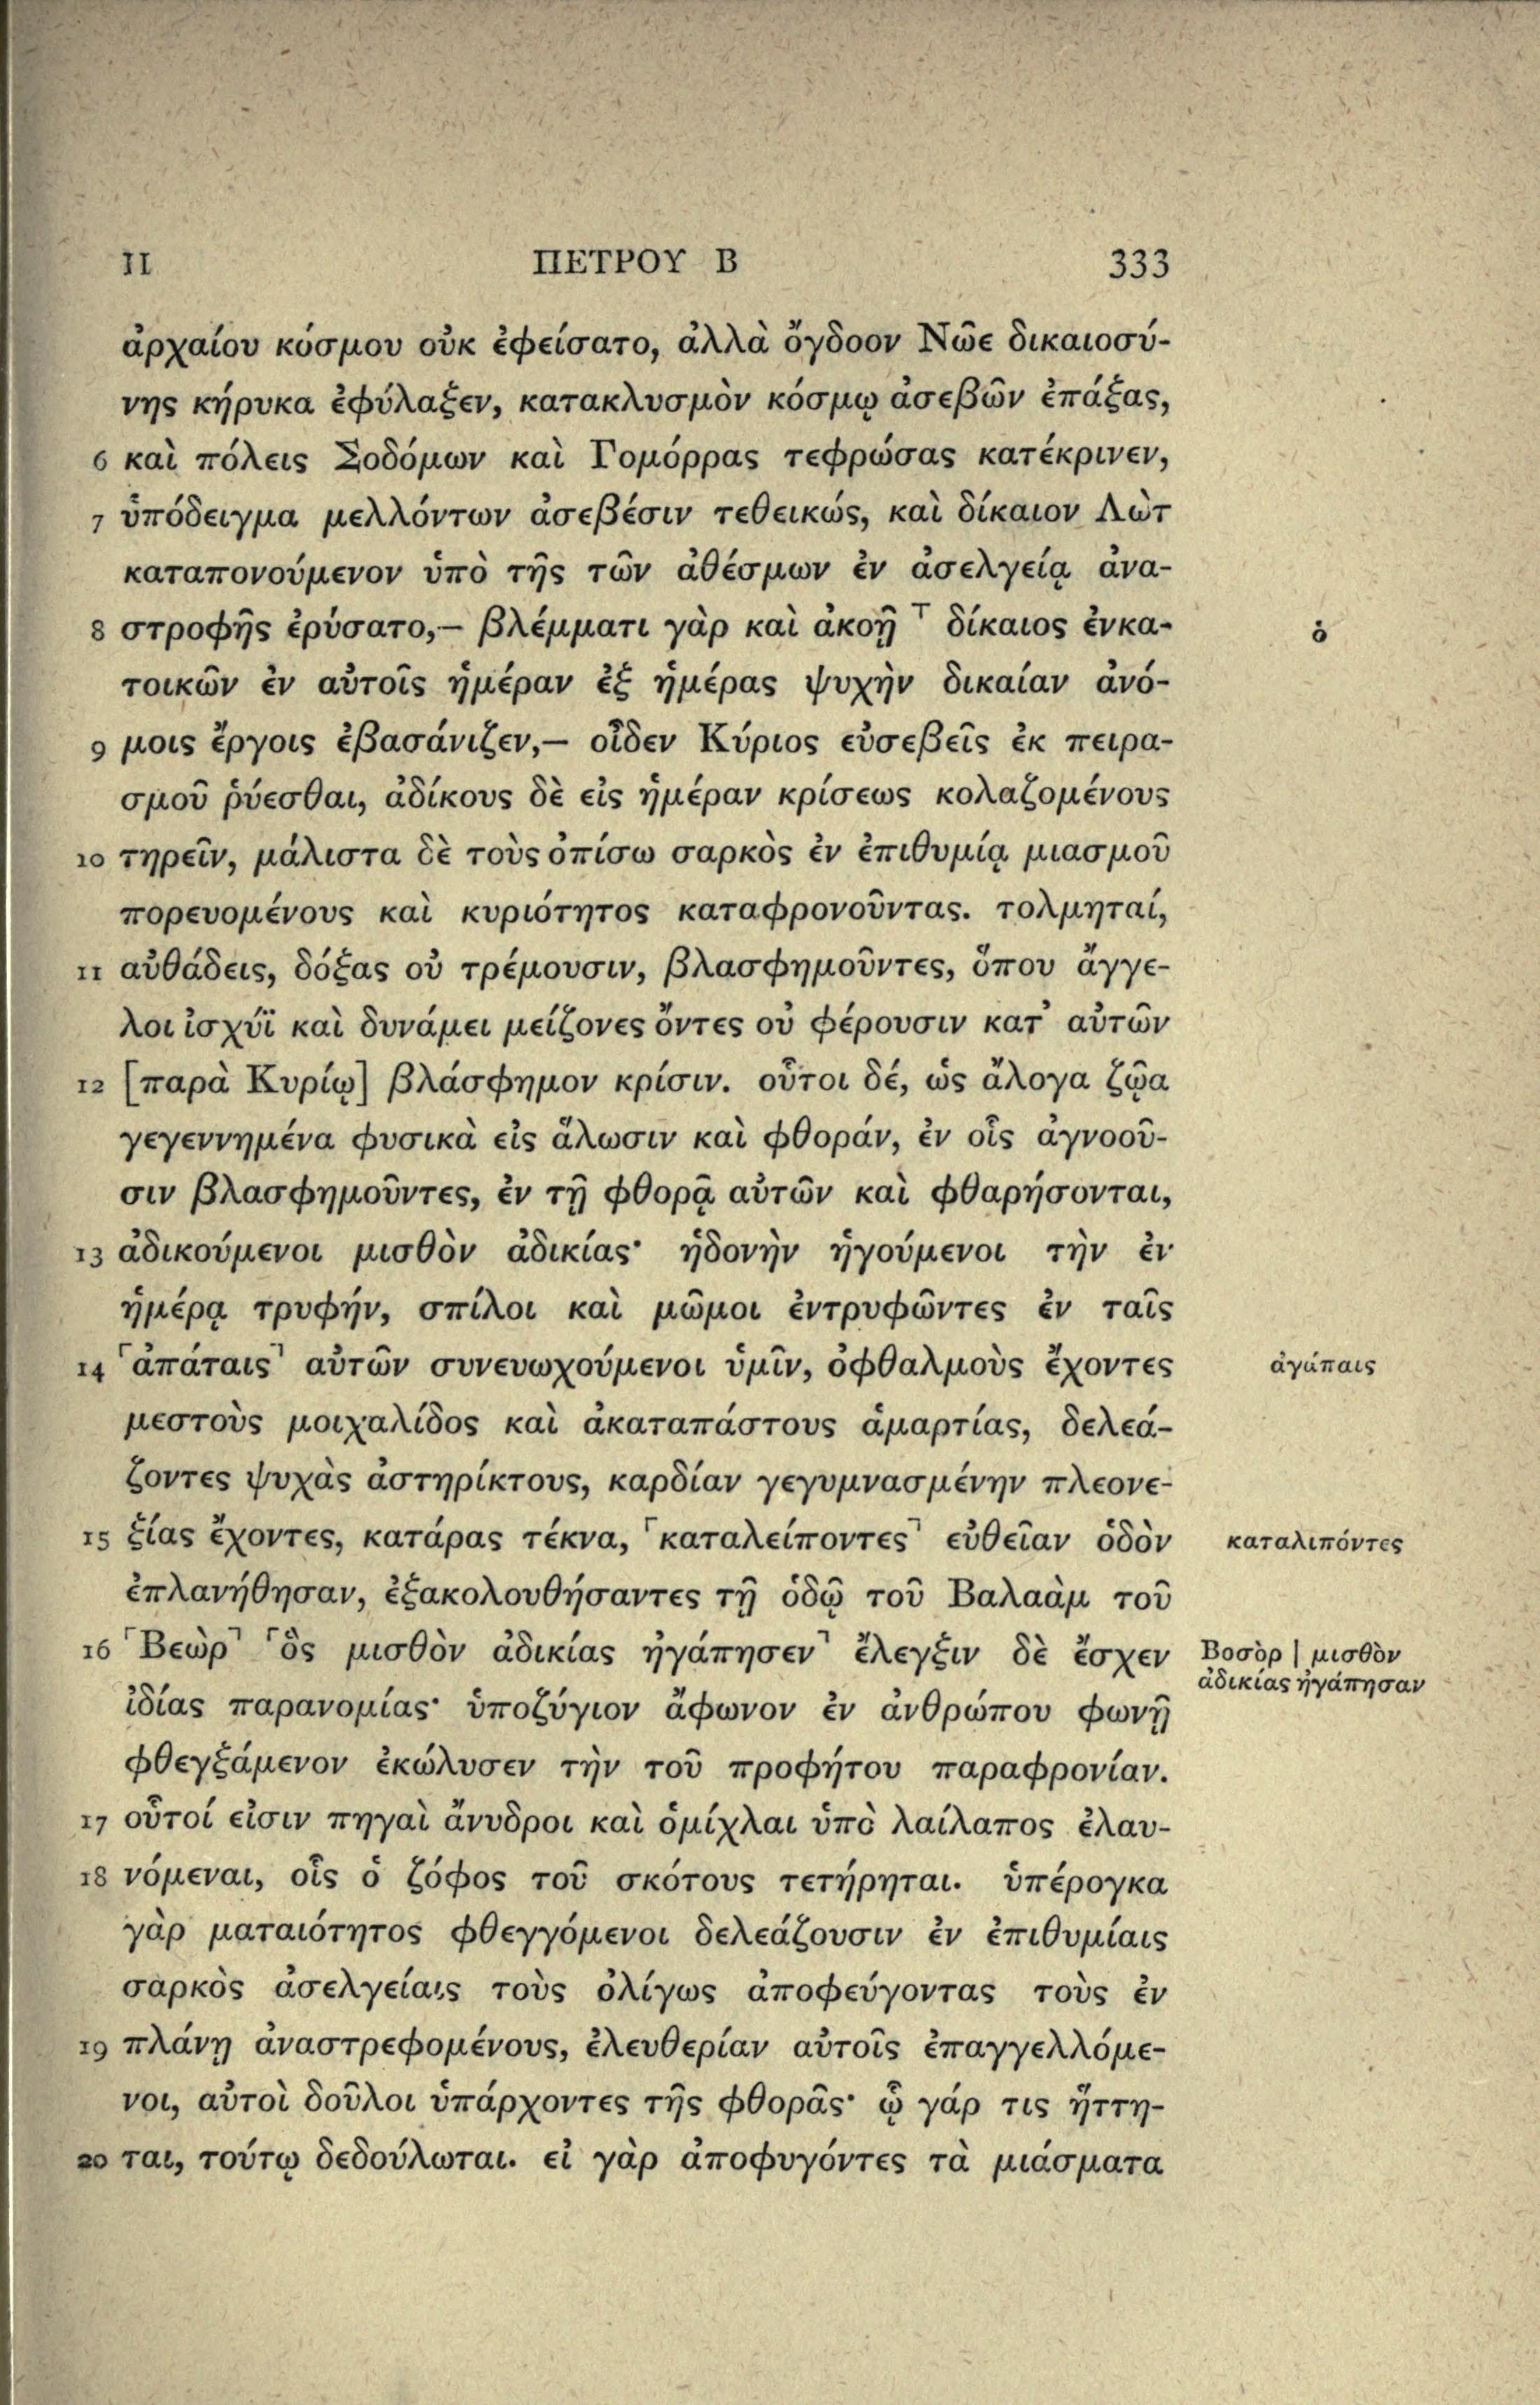 II ΠΕΤΡΟΥ Β 333
ἀρχαίου κόσμου οὐκ ἐφείσατο, ἀλλὰ ὄγδοον Νῶε δικαιοσύ-
νης κήρυκα ἐφύλαξεν, κατακλυσμὸν κόσμῳ ἀσεβῶν ἐπάξας,
6 καὶ πόλεις Σοδόμων καὶ Γομόρρας τεφρώσας κατέκρινεν,
7 ὑπόδειγμα μελλόντων ἀσεβέσιν τεθεικώς, καὶ δίκαιον Λὼτ
καταπονούμενον ὑπὸ τῆς τῶν ἀθέσμων ἐν ἀσελγείᾳ ἀνα-
8 στροφῆς ἐρύσατο,— βλέμματι γὰρ καὶ ἀκοῇ ⸆ δίκαιος ἐνκα- ὁ
τοικῶν ἐν αὐτοῖς ἡμέραν ἐξ ἡμέρας ψυχὴν δικαίαν ἀνό-
9 μοις ἔργοις ἐβασάνιζεν,— οἶδεν Κύριος εὐσεβεῖς ἐκ πειρα-
σμοῦ ῥύεσθαι, ἀδίκους δὲ εἰς ἡμέραν κρίσεως κολαζομένους
10 τηρεῖν, μάλιστα δὲ τοὺς ὀπίσω σαρκὸς ἐν ἐπιθυμίᾳ μιασμοῦ
πορευομένους καὶ κυριότητος καταφρονοῦντας. τολμηταί,
11 αὐθάδεις, δόξας οὐ τρέμουσιν, βλασφημοῦντες, ὅπου ἄγγε-
λοι ἰσχύϊ καὶ δυνάμει μείζονες ὄντες οὐ φέρουσιν κατ᾽ αὐτῶν
12 [παρὰ Κυρίῳ] βλάσφημον κρίσιν. οὗτοι δέ, ὡς ἄλογα ζῷα
γεγεννημένα φυσικὰ εἰς ἅλωσιν καὶ φθοράν, ἐν οἷς ἀγνοοῦ-
σιν βλασφημοῦντες, ἐν τῇ φθορᾷ αὐτῶν καὶ φθαρήσονται,
13 ἀδικούμενοι μισθὸν ἀδικίας· ἡδονὴν ἡγούμενοι τὴν ἐν
ἡμέρᾳ τρυφήν, σπίλοι καὶ μῶμοι ἐντρυφῶντες ἐν ταῖς
14 ⸢ἀπάταις⸣ αὐτῶν συνευωχούμενοι ὑμῖν, ὀφθαλμοὺς ἔχοντες ἀγάπαις
μεστοὺς μοιχαλίδος καὶ ἀκαταπάστους ἁμαρτίας, δελεά-
ζοντες ψυχὰς ἀστηρίκτους, καρδίαν γεγυμνασμένην πλεονε-
15 ξίας ἔχοντες, κατάρας τέκνα, ⸢καταλείποντες⸣ εὐθεῖαν ὁδὸν καταλιπόντες
ἐπλανήθησαν, ἐξακολουθήσαντες τῇ ὁδῷ τοῦ Βαλαὰμ τοῦ
16 ⸢Βεὼρ⸣ ⸢ὃς μισθὸν ἀδικίας ἠγάπησεν⸣ ἔλεγξιν δὲ ἔσχεν Βοσὸρ | μισθὸν
ἀδικίας ἠγάπησαν
ἰδίας παρανομίας· ὑποζύγιον ἄφωνον ἐν ἀνθρώπου φωνῇ
φθεγξάμενον ἐκώλυσεν τὴν τοῦ προφήτου παραφρονίαν.
17 οὗτοί εἰσιν πηγαὶ ἄνυδροι καὶ ὁμίχλαι ὑπὸ λαίλαπος ἐλαυ-
18 νόμεναι, οἷς ὁ ζόφος τοῦ σκότους τετήρηται. ὑπέρογκα
γὰρ ματαιότητος φθεγγόμενοι δελεάζουσιν ἐν ἐπιθυμίαις
σαρκὸς ἀσελγείαις τοὺς ὀλίγως ἀποφεύγοντας τοὺς ἐν
19 πλάνῃ ἀναστρεφομένους, ἐλευθερίαν αὐτοῖς ἐπαγγελλόμε-
νοι, αὐτοὶ δοῦλοι ὑπάρχοντες τῆς φθορᾶς· ᾧ γάρ τις ἥττη-
20 ται, τούτῳ δεδούλωται. εἰ γὰρ ἀποφυγόντες τὰ μιάσματα